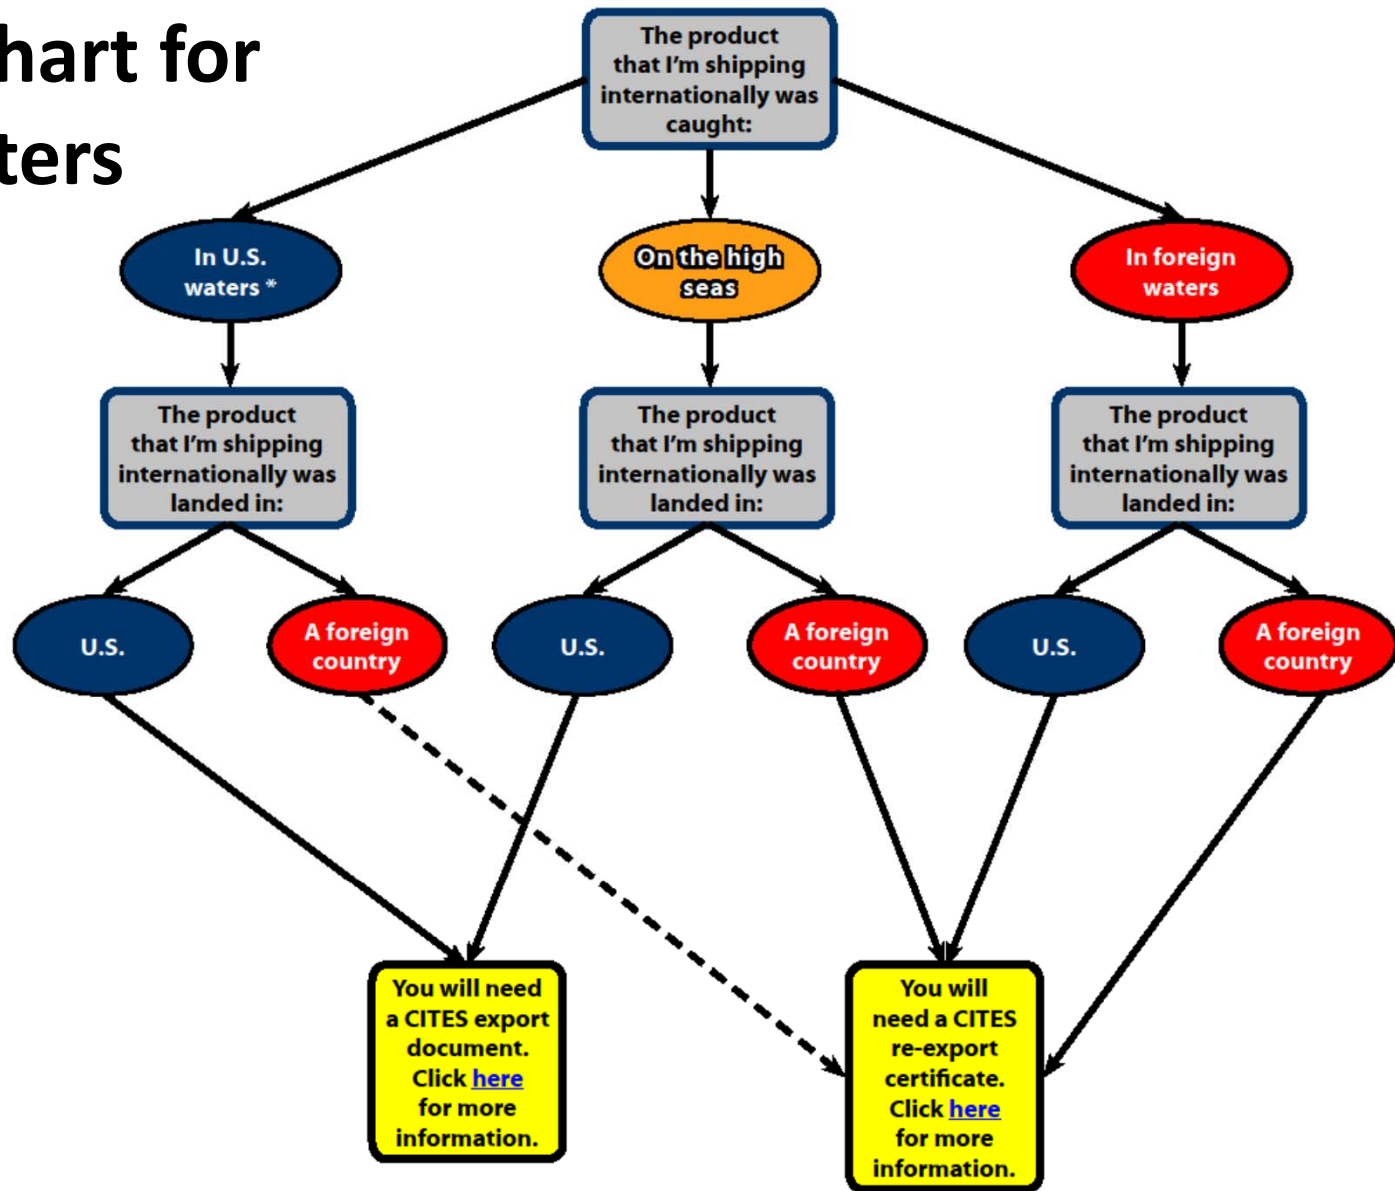 hart for
ters
The product
that I'm shipping
internationally was
caught:
In U.S.
waters *
On the high
seas
In foreign
waters
The product
that I'm shipping
internationally was
landed in:
The product
that I'm shipping
internationally was
landed in:
The product
that I'm shipping
internationally was
landed in:
U.S.
A foreign
country
U.S.
A foreign
country
U.S.
A foreign
country
You will need
a CITES export
document.
Click here
for more
information.
You will
need a CITES
re-export
certificate.
Click here
for more
information.